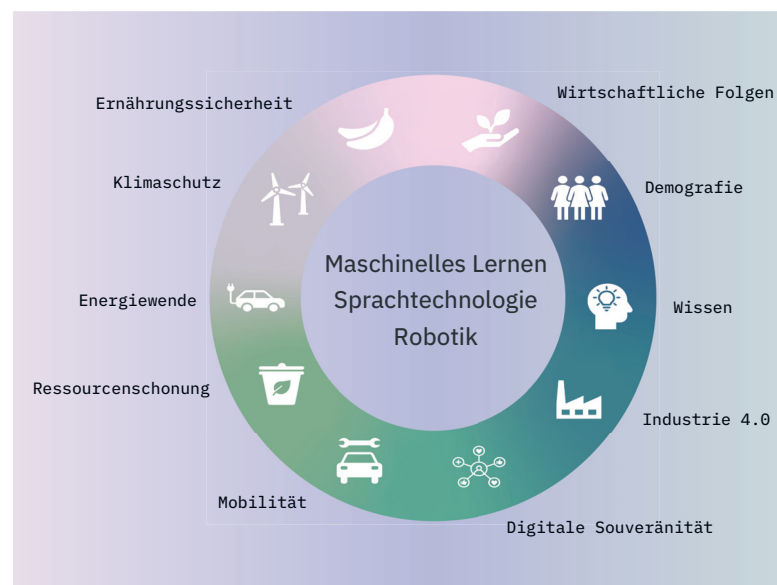 Ernährungssicherheit
Wirtschaftliche Folgen
Klimaschutz
Demografie
Maschinelles Lernen
Sprachtechnologie
Robotik
Energiewende
Wissen
Ressourcenschonung
Industrie 4.0
Mobilität
Digitale Souveränität